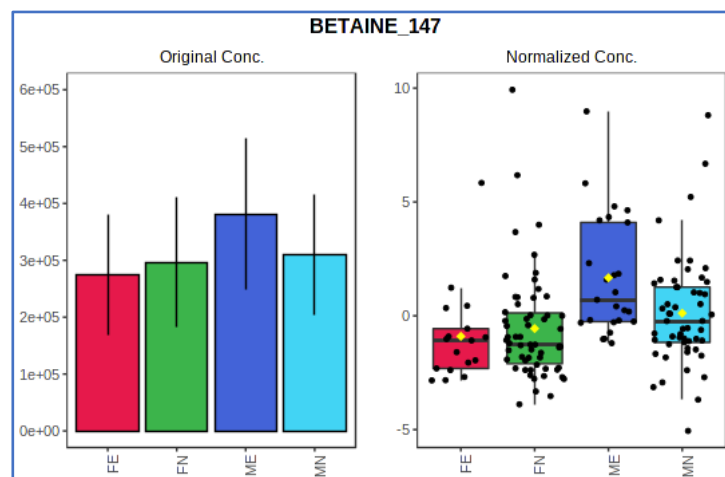 BETAINE_147
Original Conc.
Normalized Conc.
6e+05
5e+05
4e+05
3e+05
2e+05
1e+05
0e+00
FE
FN
ME
MN
10
5
0
-5
FE
FN
ME
MN